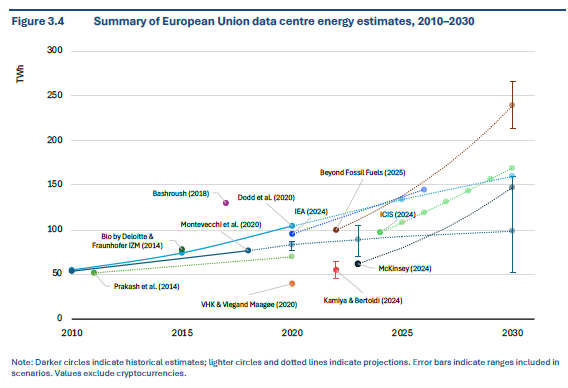 Figure 3.4 Summary of European Union data centre energy estimates, 2010–2030
TWh
300
250
200
150
100
50
0
Beyond Fossil Fuels (2025)
Bashroush (2018)
Dodd et al. (2020)
IEA (2024)
ICIS (2024)
Montevecchi et al. (2020)
Bio by Deloitte &
Fraunhofer IZM (2014)
McKinsey (2024)
Prakash et al. (2014)
VHK & Viegand Maagøe (2020)
Kamiya & Bertoldi (2024)
2010 2015 2020 2025 2030
Note: Darker circles indicate historical estimates; lighter circles and dotted lines indicate projections. Error bars indicate ranges included in
scenarios. Values exclude cryptocurrencies.